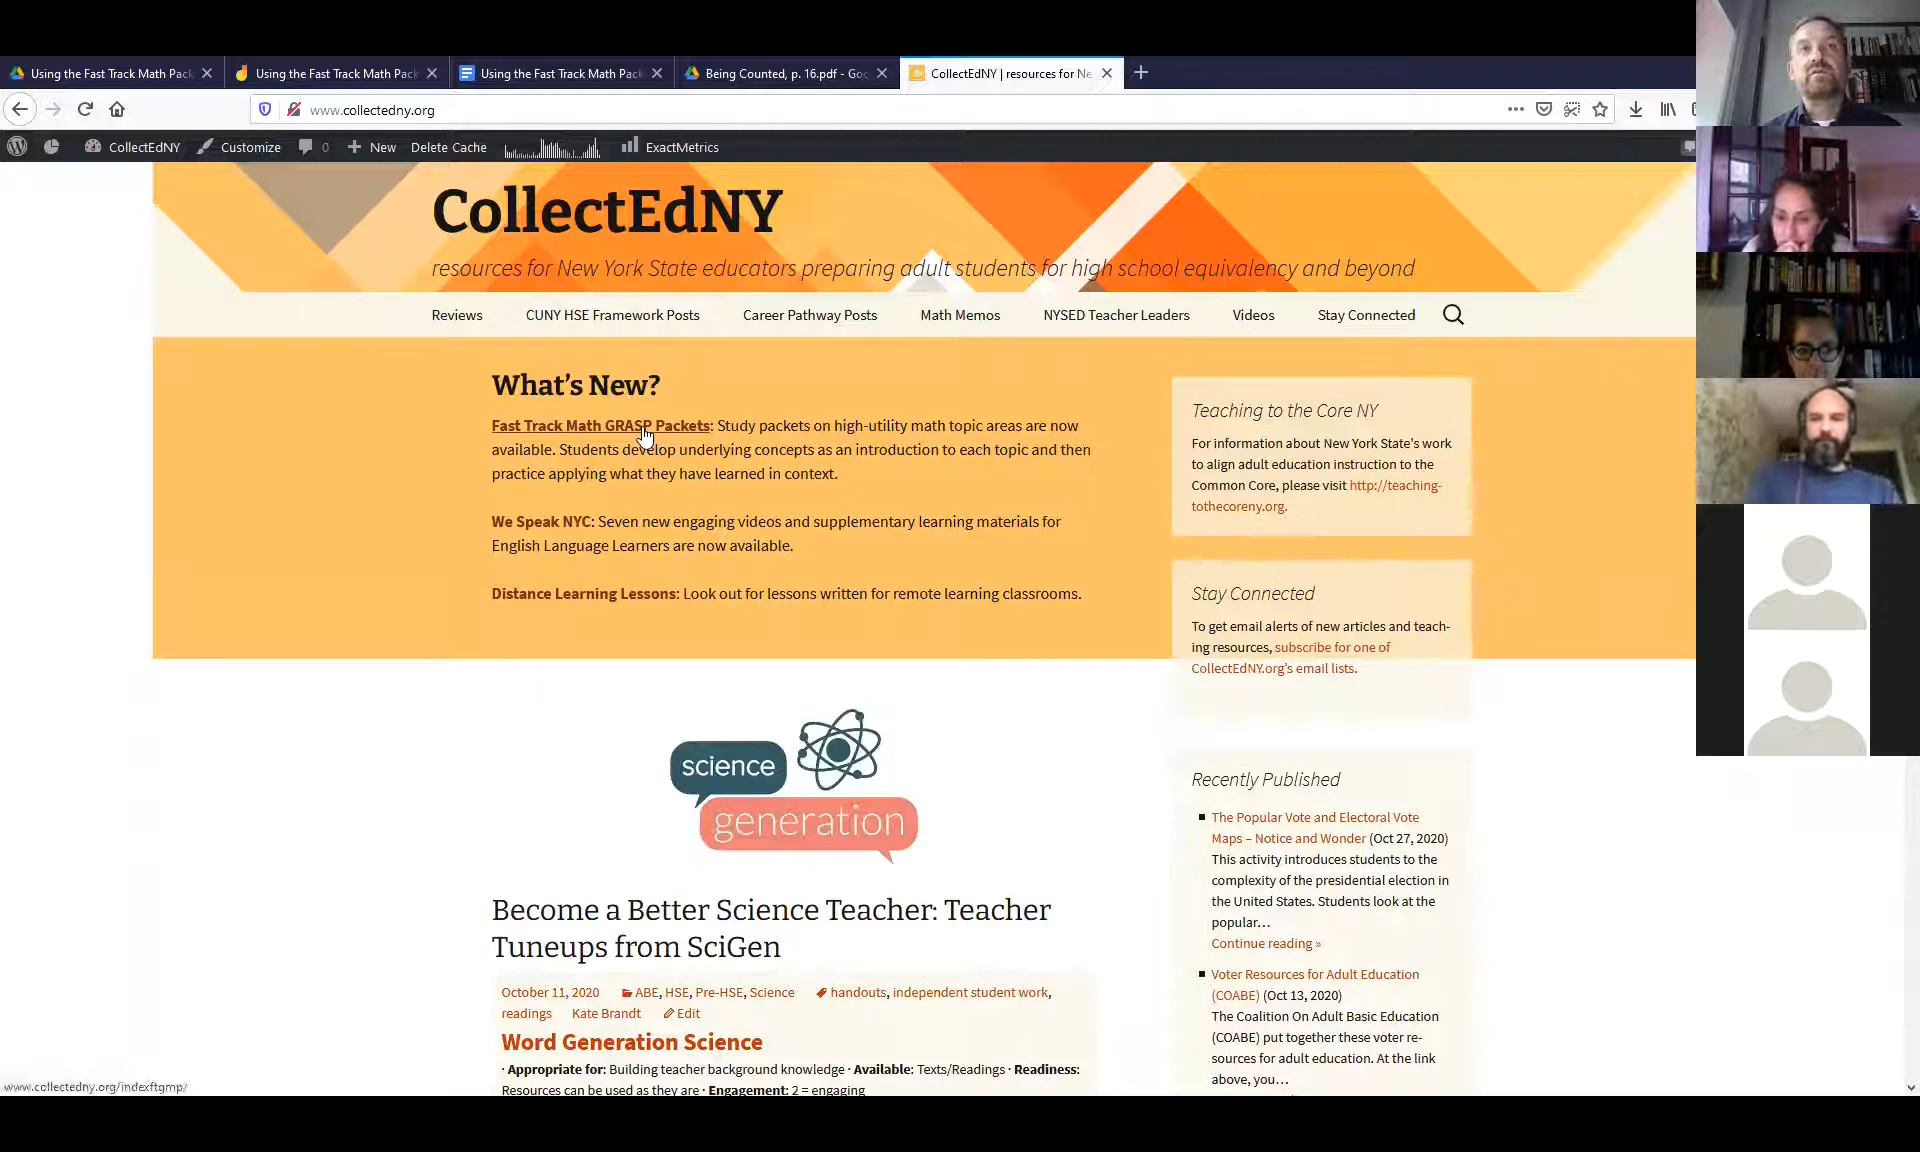 Using the Fast Track Math Pac
Using the Fast Track Math Pack
Using the Fast Track Math Pac
Being Counted, p. 16.pdf - Goc
CollectEdNY | resources for Ne
www.collectedny.org
CollectEdNY
Customize
0
New
Delete Cache
ExactMetrics
CollectEdNY
resources for New York State educators preparing adult students for high school equivalency and beyond
Reviews
CUNY HSE Framework Posts
Career Pathway Posts
Math Memos
NYSED Teacher Leaders
Videos
Stay Connected
What's New?
Fast Track Math GRASP Packets: Study packets on high-utility math topic areas are now
available. Students develop underlying concepts as an introduction to each topic and then
practice applying what they have learned in context.
We Speak NYC: Seven new engaging videos and supplementary learning materials for
English Language Learners are now available.
Distance Learning Lessons: Look out for lessons written for remote learning classrooms.
Teaching to the Core NY
For information about New York State's work
to align adult education instruction to the
Common Core, please visit http://teaching-
tothecoreny.org.
Stay Connected
To get email alerts of new articles and teach-
ing resources, subscribe for one of
CollectEdNY.org's email lists.
science
generation
Become a Better Science Teacher: Teacher
Tuneups from SciGen
October 11, 2020 ABE, HSE, Pre-HSE, Science handouts, independent student work,
readings Kate Brandt Edit
Word Generation Science
· Appropriate for: Building teacher background knowledge · Available: Texts/Readings · Readiness:
Resources can be used as they are · Engagement: 2 = engaging
Recently Published
The Popular Vote and Electoral Vote
Maps – Notice and Wonder (Oct 27, 2020)
This activity introduces students to the
complexity of the presidential election in
the United States. Students look at the
popular…
Continue reading »
Voter Resources for Adult Education
(COABE) (Oct 13, 2020)
The Coalition On Adult Basic Education
(COABE) put together these voter re-
sources for adult education. At the link
above, you…
www.collectedny.org/indexftgmp/